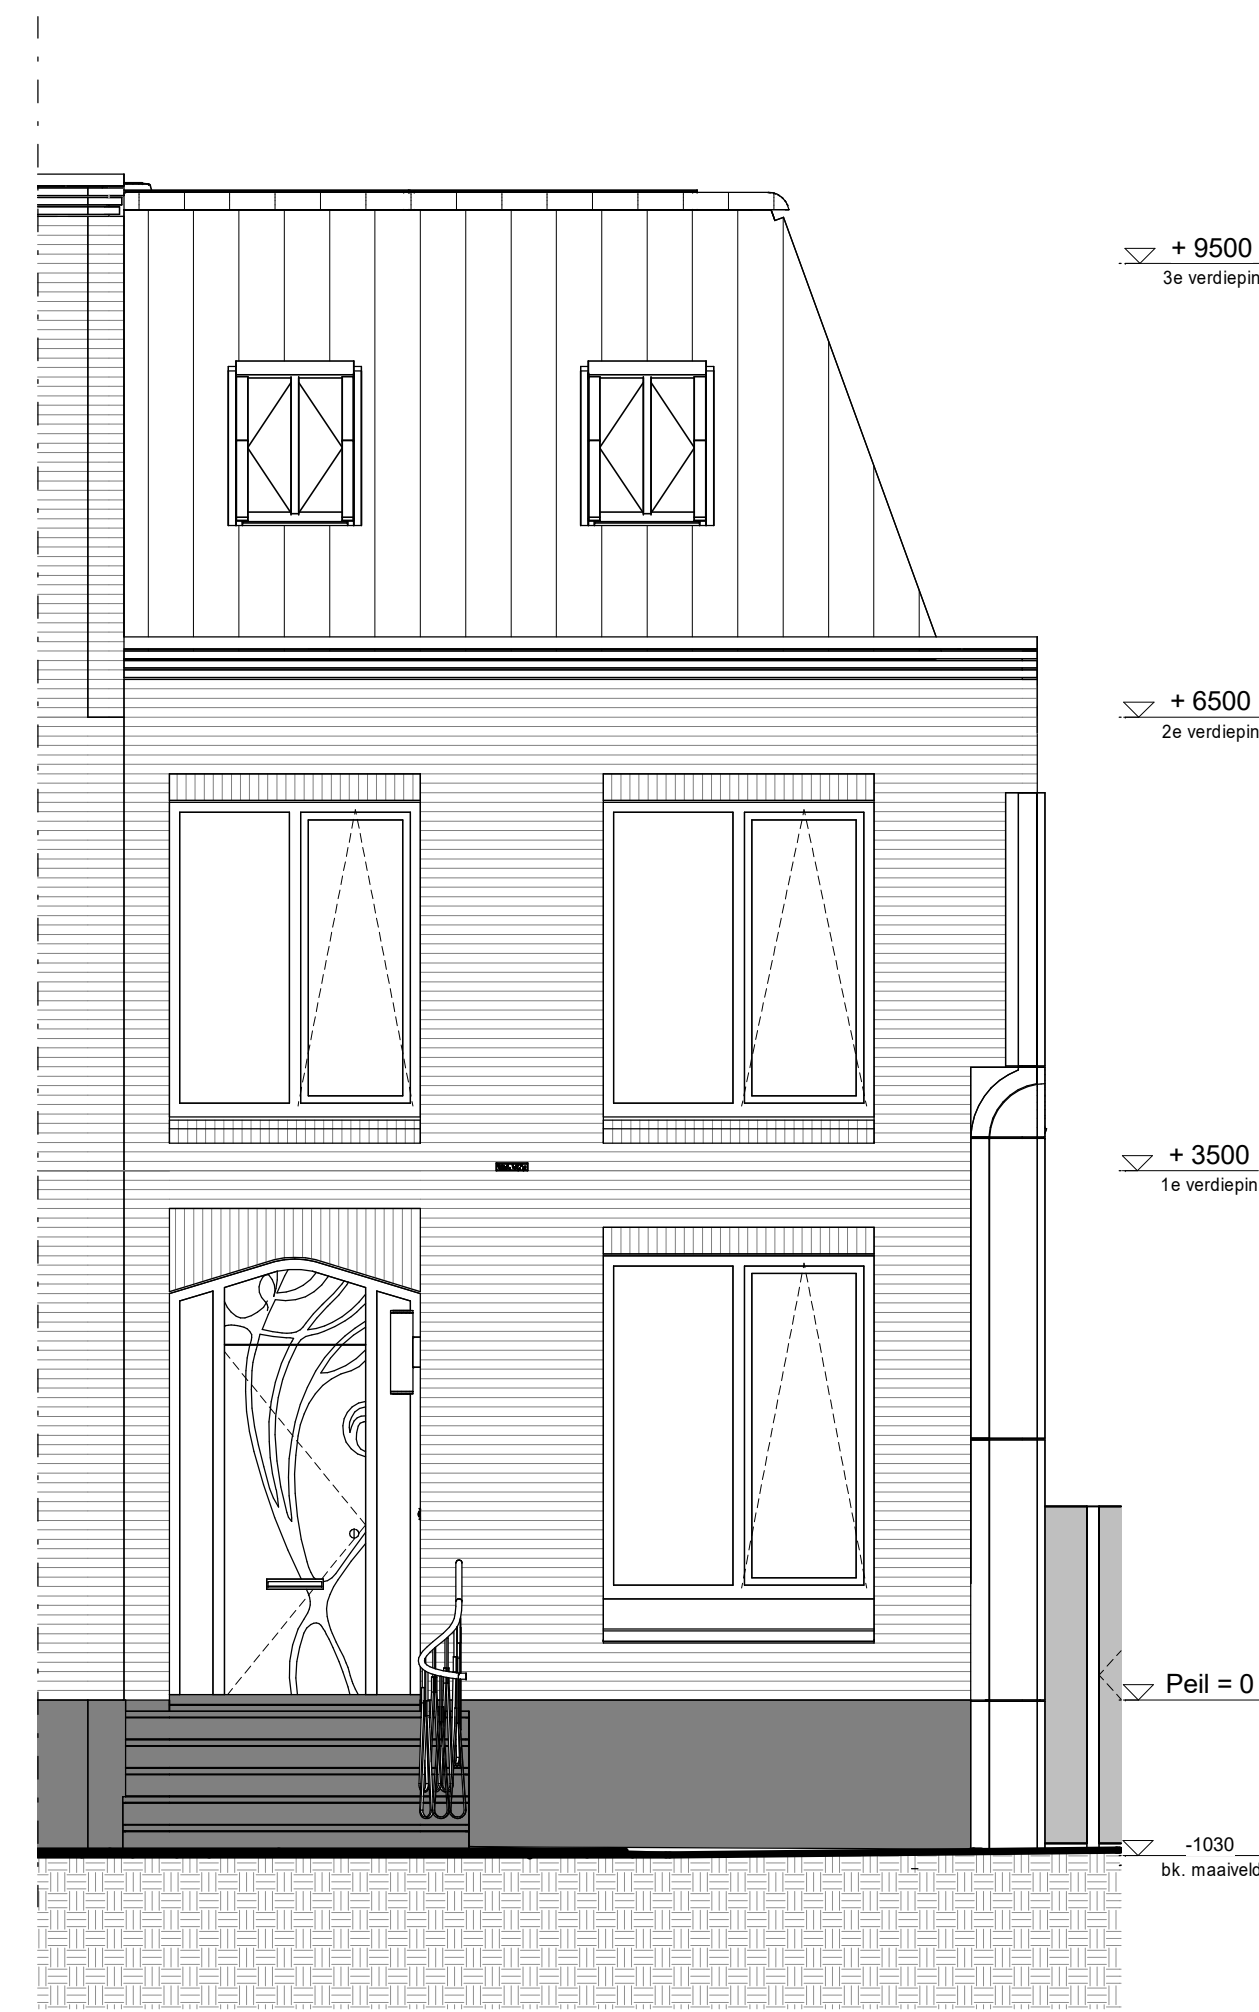 + 9500
3e verdiepin
+ 6500
2e verdiepin
+ 3500
1e verdiepin
Peil = 0
-1030
bk. maaiveld